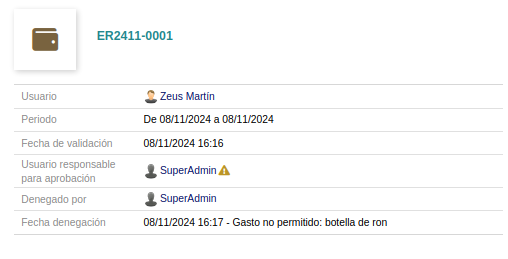 ER2411-0001
Usuario Zeus Martín
Periodo De 08/11/2024 a 08/11/2024
Fecha de validación 08/11/2024 16:16
Usuario responsable
para aprobación SuperAdmin
Denegado por SuperAdmin
Fecha denegación 08/11/2024 16:17 - Gasto no permitido: botella de ron